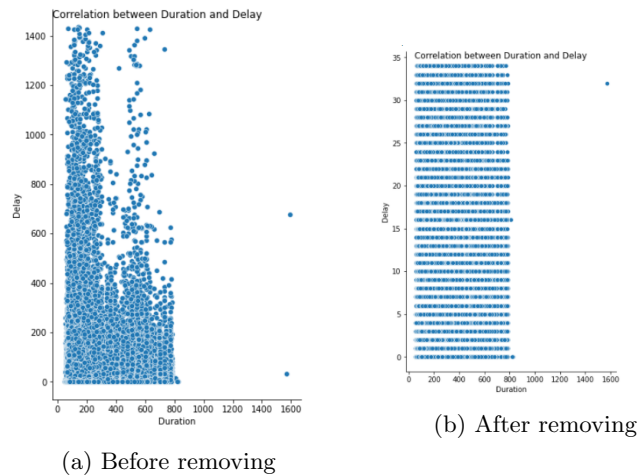 Correlation between Duration and Delay
1400
1200
1000
800
600
400
200
0
Delay
0 200 400 600 800 1000 1200 1400 1600
Duration
(a) Before removing
Correlation between Duration and Delay
35
30
25
20
15
10
5
0
Delay
0 200 400 600 800 1000 1200 1400 1600
Duration
(b) After removing